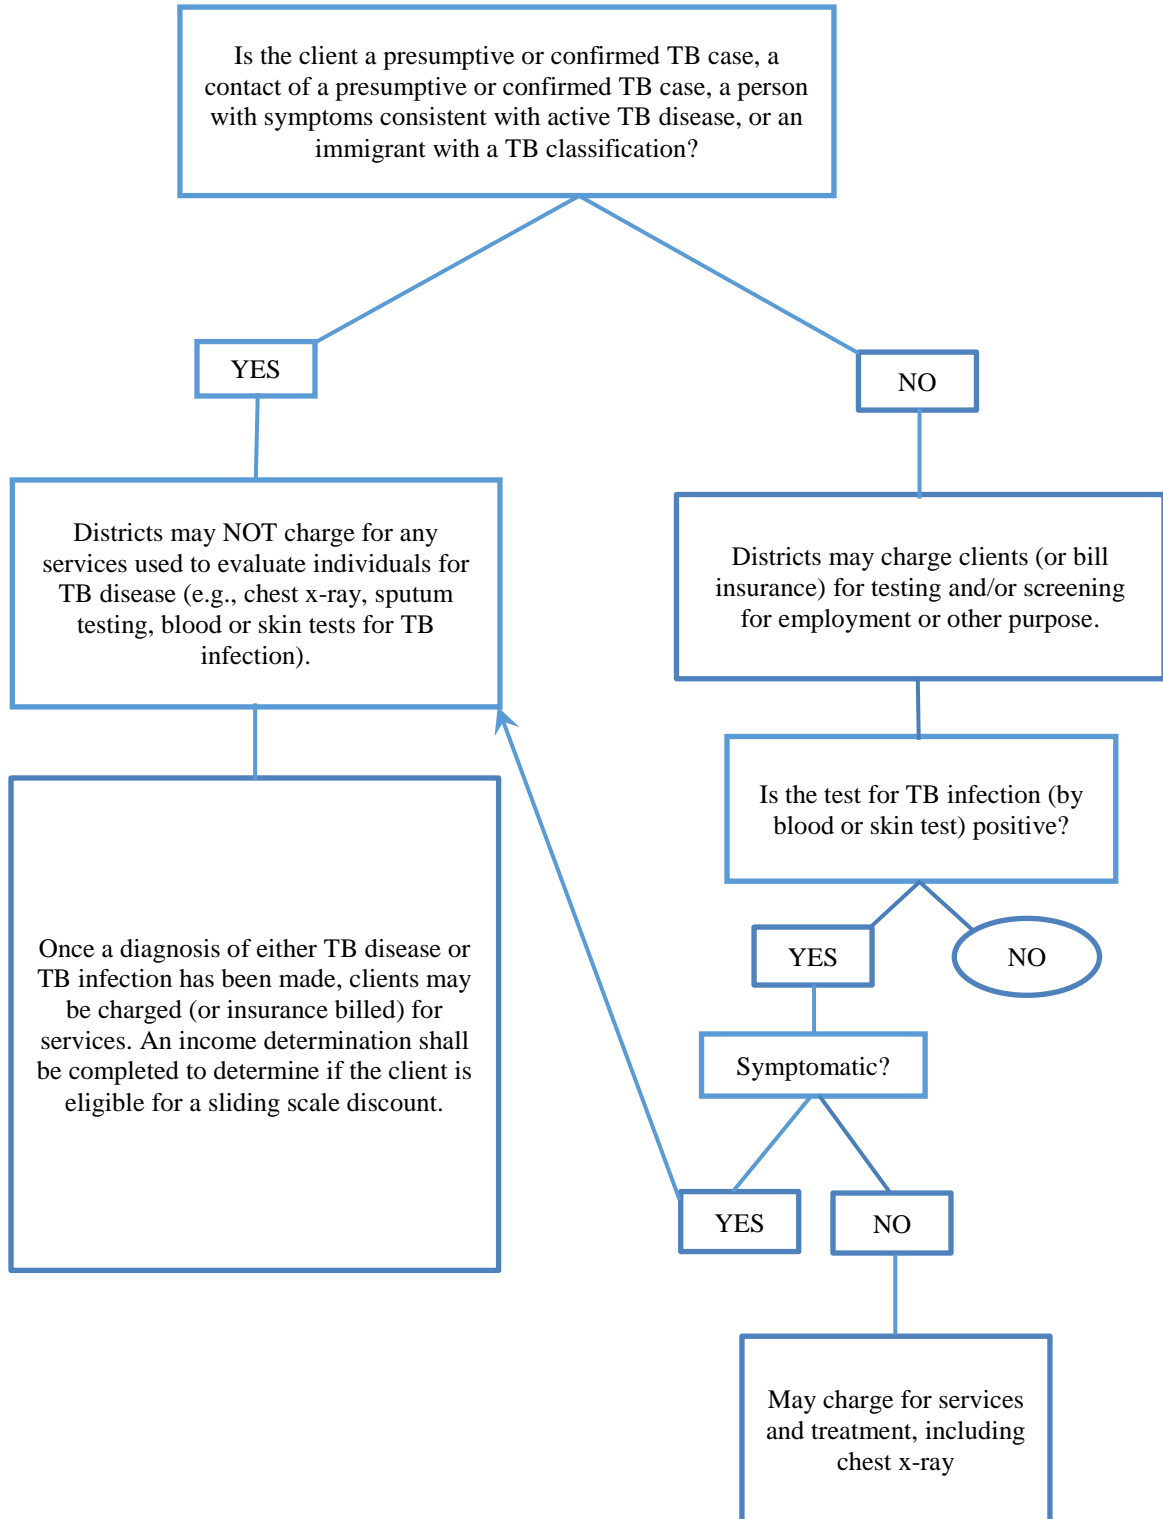 Is the client a presumptive or confirmed TB case, a
contact of a presumptive or confirmed TB case, a person
with symptoms consistent with active TB disease, or an
immigrant with a TB classification?
YES
NO
Districts may NOT charge for any
services used to evaluate individuals for
TB disease (e.g., chest x-ray, sputum
testing, blood or skin tests for TB
infection).
Districts may charge clients (or bill
insurance) for testing and/or screening
for employment or other purpose.
Is the test for TB infection (by
blood or skin test) positive?
YES
NO
Once a diagnosis of either TB disease or
TB infection has been made, clients may
be charged (or insurance billed) for
services. An income determination shall
be completed to determine if the client is
eligible for a sliding scale discount.
Symptomatic?
YES
NO
May charge for services
and treatment, including
chest x-ray